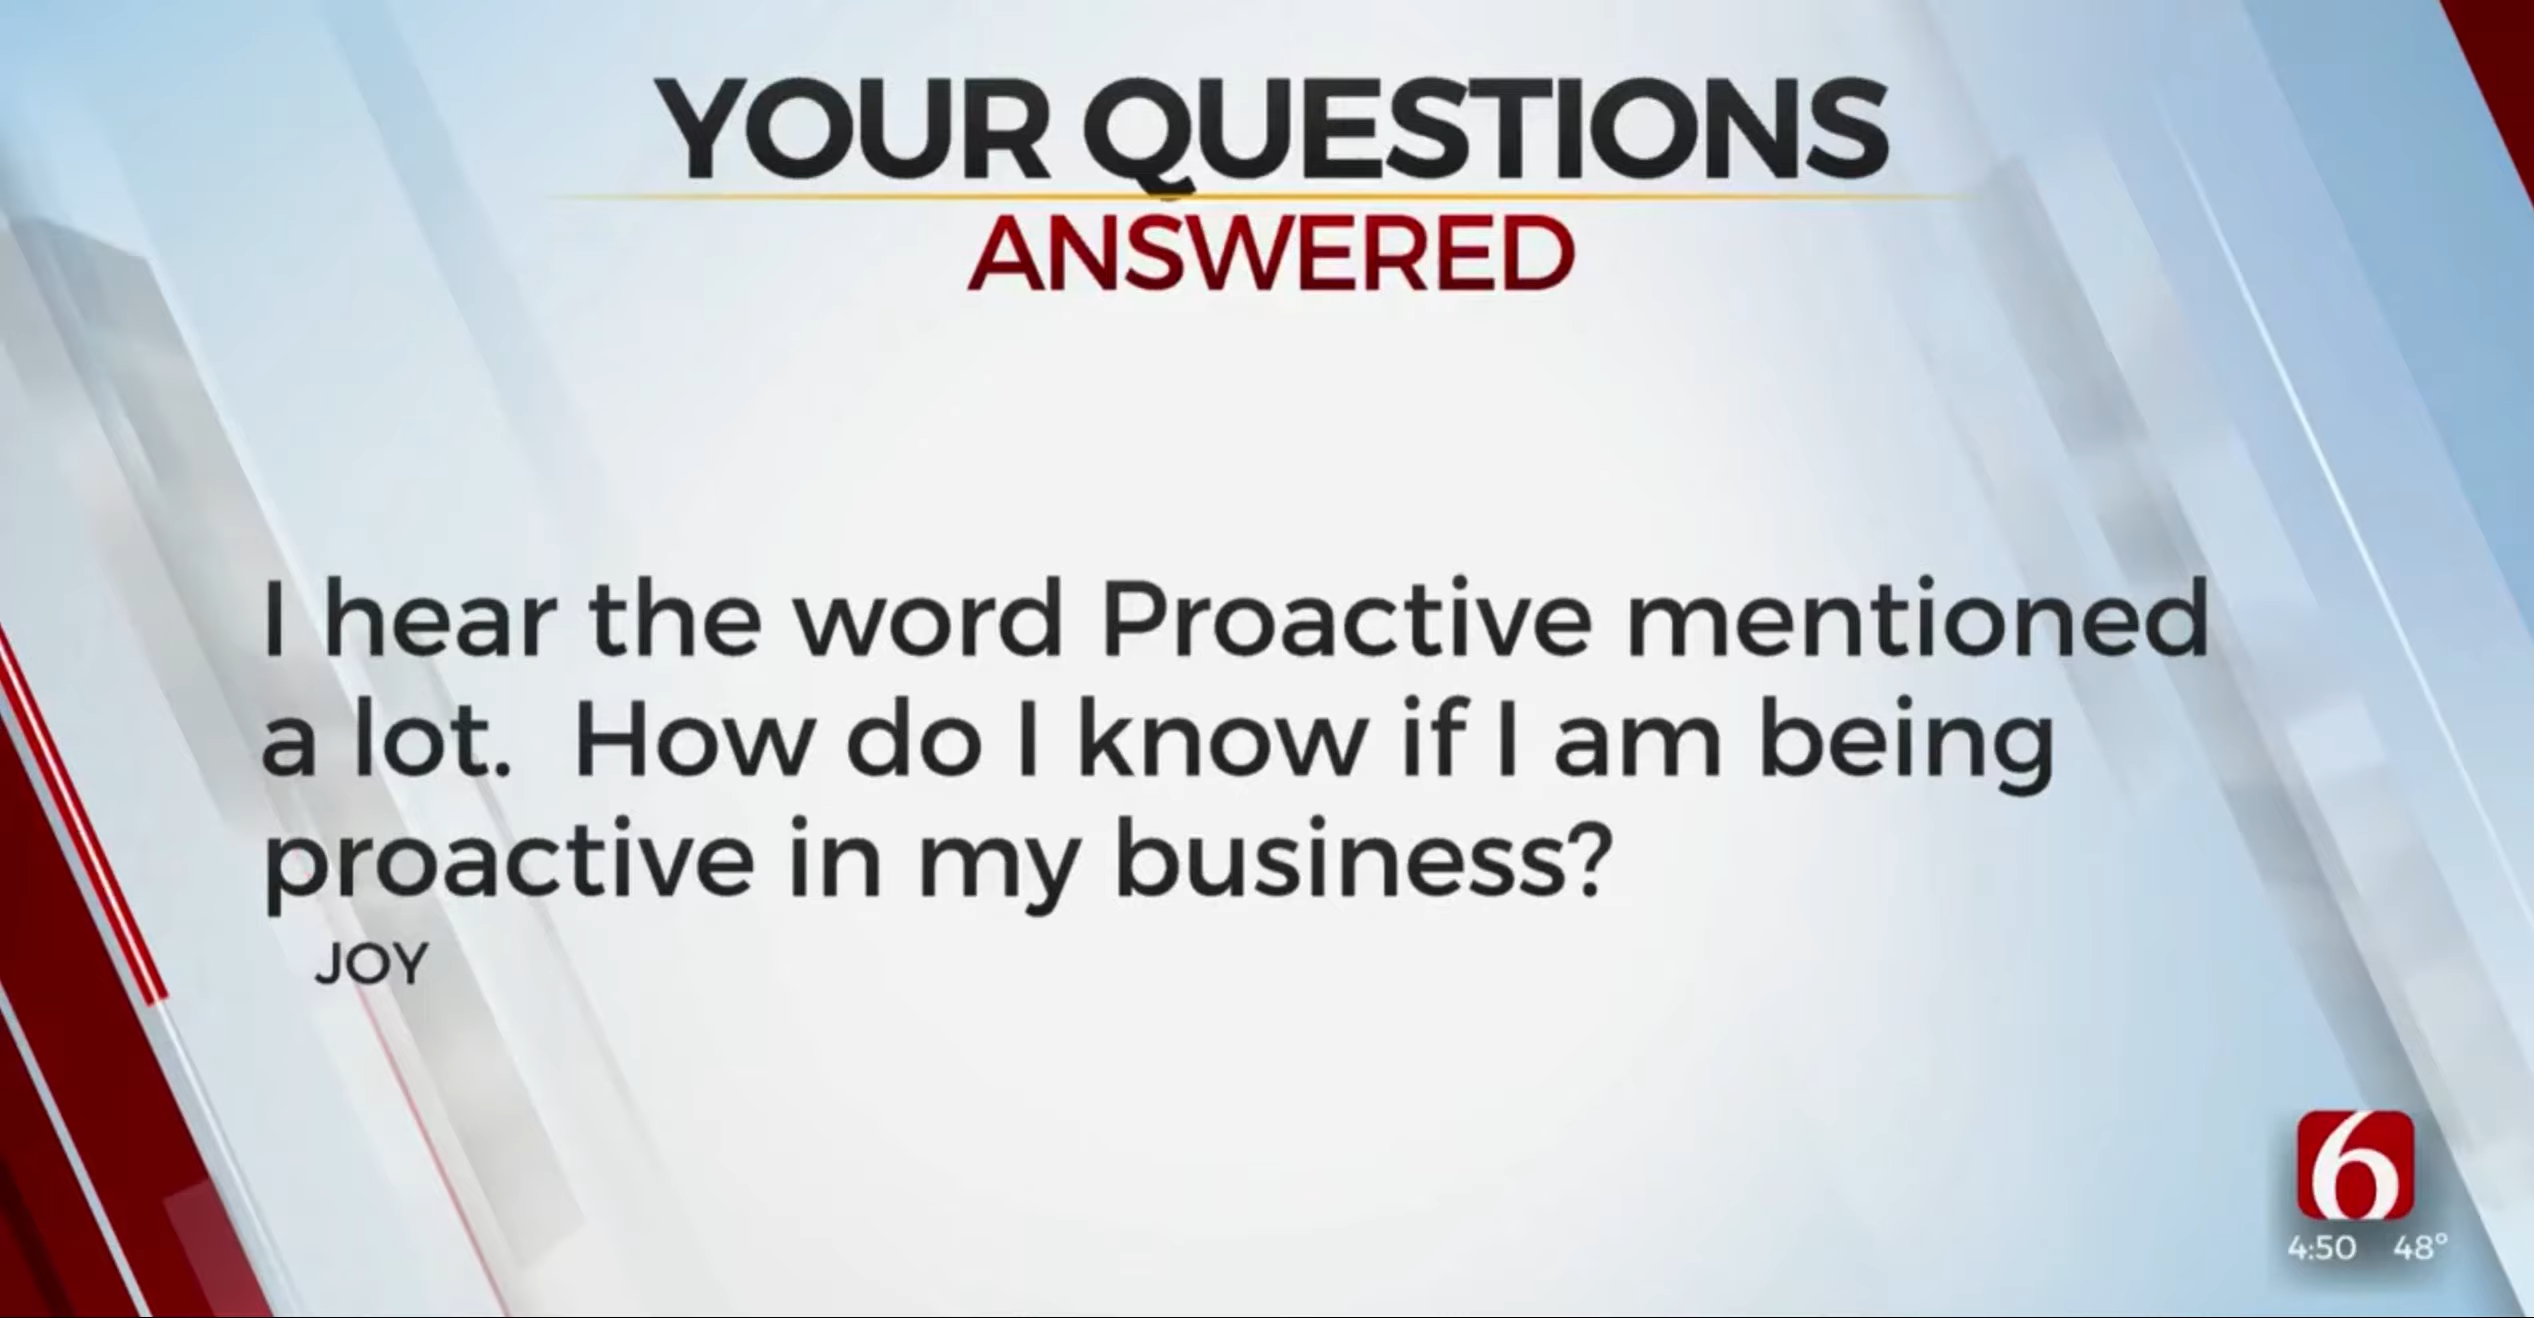 YOUR QUESTIONS
ANSWERED
I hear the word Proactive mentioned
a lot.  How do I know if I am being
proactive in my business?
JOY
6
4:50 48°